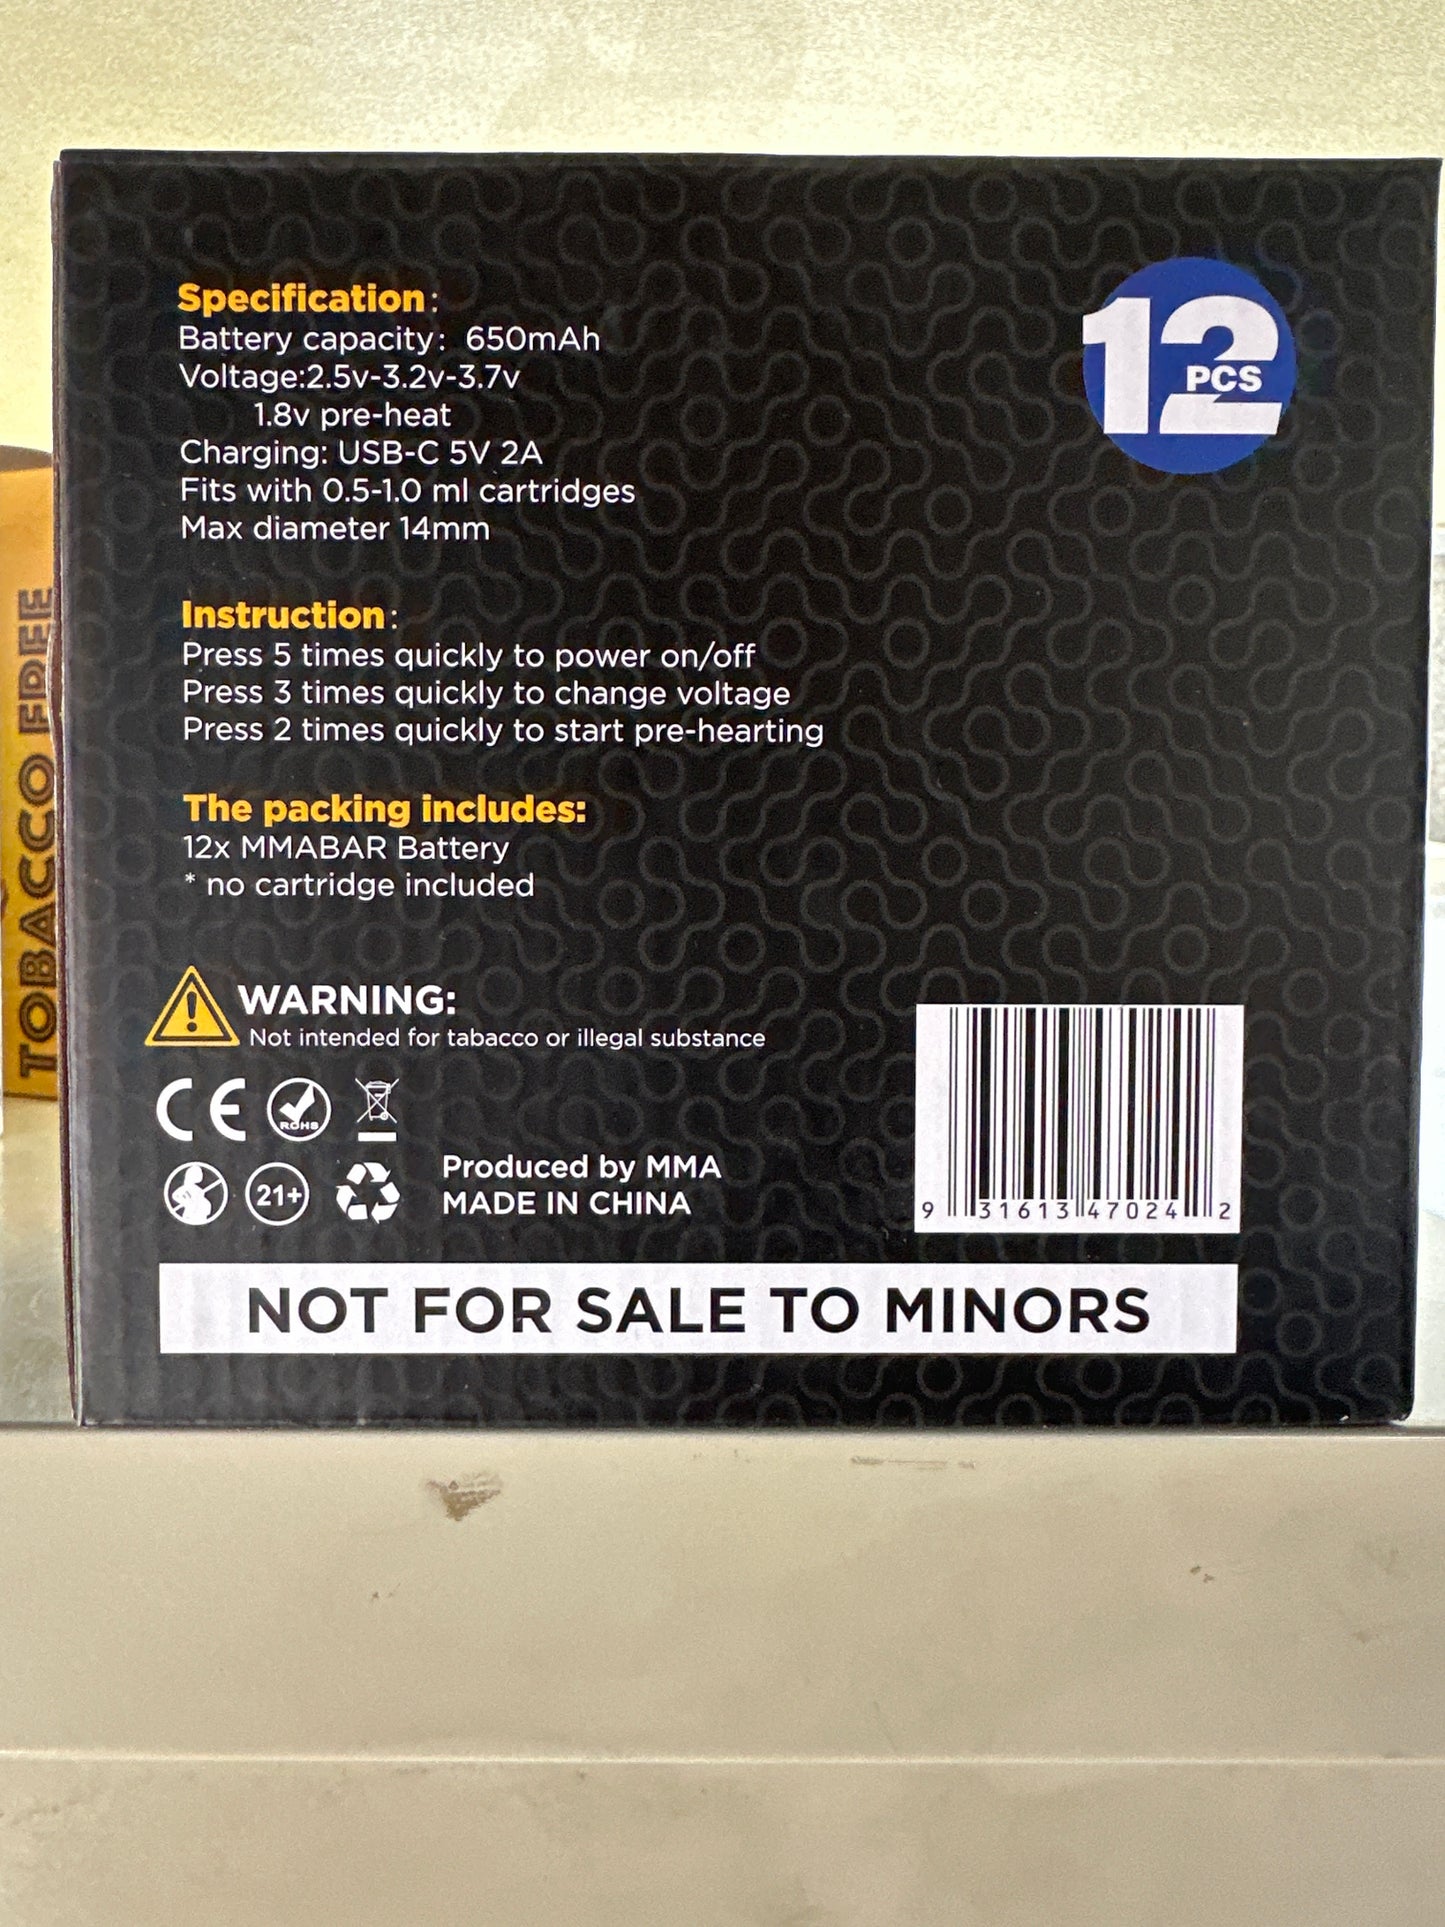 Specification:
Battery capacity: 650mAh
Voltage:2.5v-3.2v-3.7v
1.8v pre-heat
Charging: USB-C 5V 2A
Fits with 0.5-1.0 ml cartridges
Max diameter 14mm
12
PCS
Instruction:
Press 5 times quickly to power on/off
Press 3 times quickly to change voltage
Press 2 times quickly to start pre-hearting
The packing includes:
12x MMABAR Battery
* no cartridge included
WARNING:
Not intended for tabacco or illegal substance
CE
ROHS
21+
Produced by MMA
MADE IN CHINA
9 31613 47024 2
NOT FOR SALE TO MINORS
TOBACCO FREE